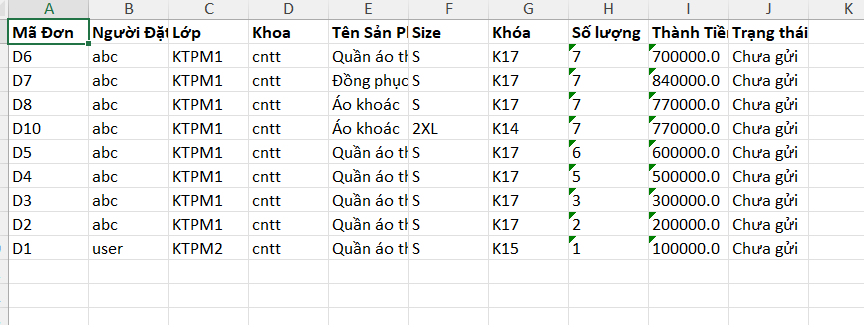 A B C D E F G H I J K
Mã Đơn Người Đặt Lớp Khoa Tên Sản Ph Size Khóa Số lượng Thành Tiền Trạng thái
D6 abc KTPM1 cntt Quần áo th S K17 7 700000.0 Chưa gửi
D7 abc KTPM1 cntt Đồng phục S K17 7 840000.0 Chưa gửi
D8 abc KTPM1 cntt Áo khoác S K17 7 770000.0 Chưa gửi
D10 abc KTPM1 cntt Áo khoác 2XL K14 7 770000.0 Chưa gửi
D5 abc KTPM1 cntt Quần áo th S K17 6 600000.0 Chưa gửi
D4 abc KTPM1 cntt Quần áo th S K17 5 500000.0 Chưa gửi
D3 abc KTPM1 cntt Quần áo th S K17 3 300000.0 Chưa gửi
D2 abc KTPM1 cntt Quần áo th S K17 2 200000.0 Chưa gửi
D1 user KTPM2 cntt Quần áo th S K15 1 100000.0 Chưa gửi